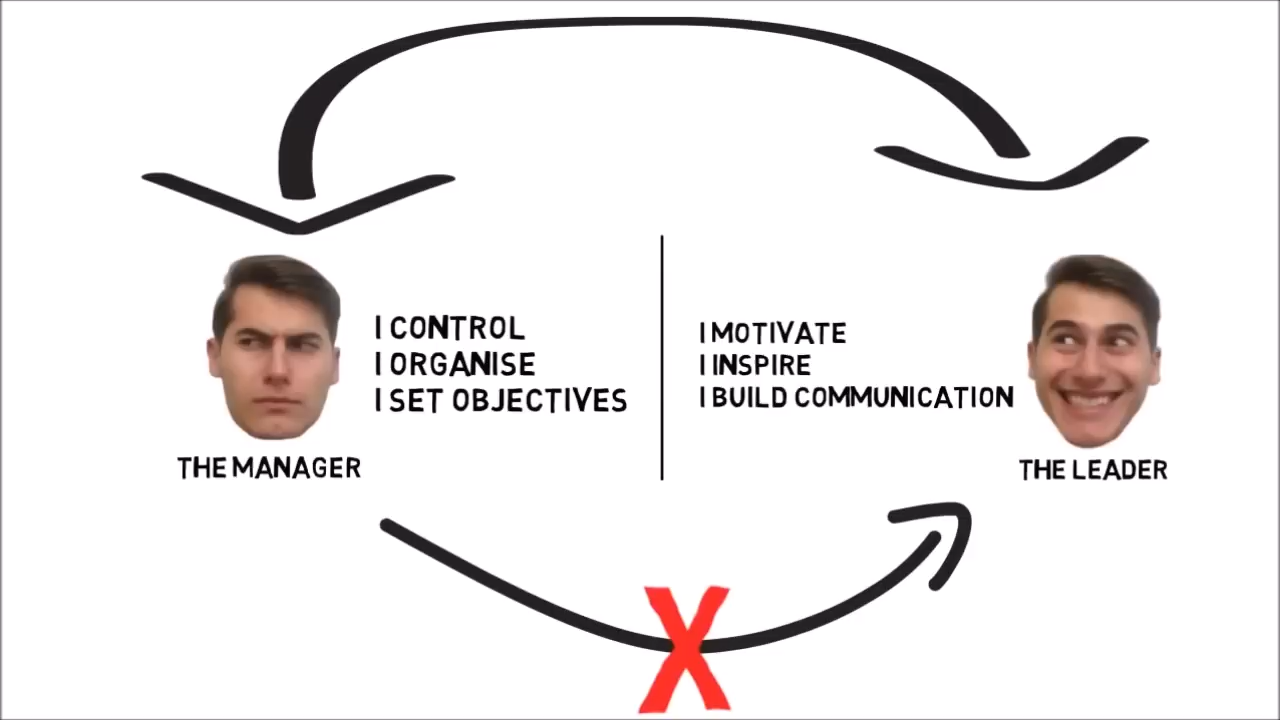 I CONTROL
I ORGANISE
I SET OBJECTIVES
THE MANAGER
I MOTIVATE
I INSPIRE
I BUILD COMMUNICATION
THE LEADER
X